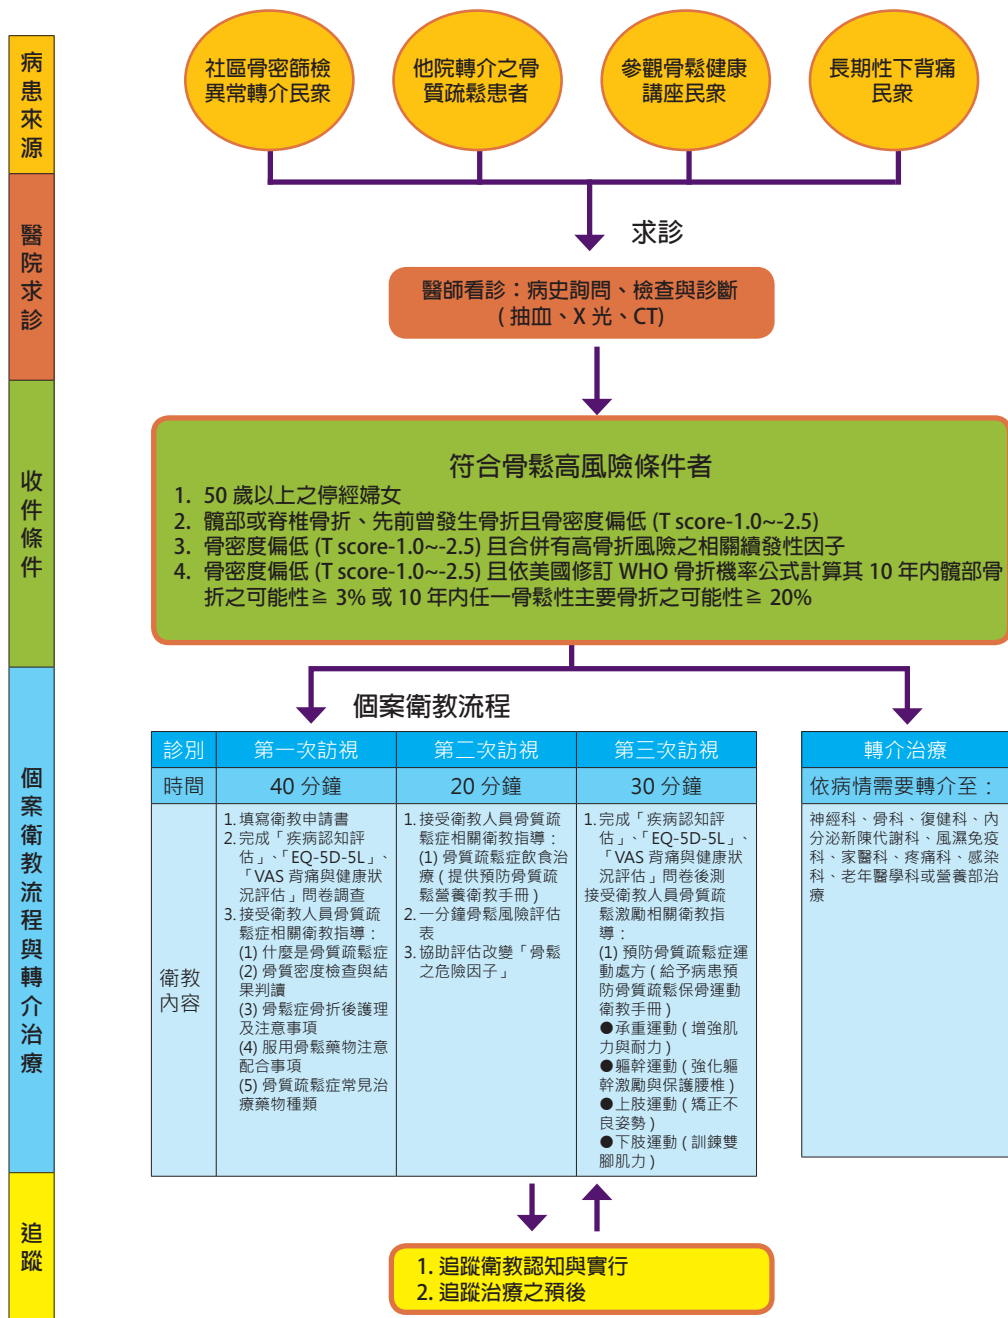 病患來源
社區骨密師檢
異常轉介民眾
他院轉介之骨
質疏鬆患者
參觀骨鬆健康
講座民眾
長期性下背痛
民眾
醫院求診
求診
醫師看診：病史詢問、檢查與診斷
(抽血、X 光、CT)
收件條件
符合骨鬆高風險條件者
1. 50 歲以上之停經婦女
2. 髖部或脊椎骨折、先前曾發生骨折且骨密度偏低 (T score-1.0~-2.5)
3. 骨密度偏低 (T score-1.0~-2.5) 且合併有高骨折風險之相關續發性因子
4. 骨密度偏低 (T score-1.0~-2.5) 且依美國修訂 WHO 骨折機率公式計算其 10 年內髖部骨
折之可能性≧ 3% 或 10 年內任一骨鬆性主要骨折之可能性≧ 20%
個案衛教流程與轉介治療
個案衛教流程
診別
第一次訪視
第二次訪視
第三次訪視
時間
40 分鐘
20 分鐘
30 分鐘
衛教
內容
1. 填寫衛教申請書
2. 完成「疾病認知評
估」、「EQ-5D-5L」、
「VAS 背痛與健康狀
況評估」問卷調查
3. 接受衛教人員骨質疏
鬆症相關衛教指導：
(1) 什麼是骨質疏鬆症
(2) 骨質密度檢查與結
果判讀
(3) 骨鬆症骨折後護理
及注意事項
(4) 服用骨鬆藥物注意
配合事項
(5) 骨質疏鬆症常見治
療藥物種類
1. 接受衛教人員骨質疏
鬆症相關衛教指導：
(1) 骨質疏鬆症飲食治
療 ( 提供預防骨質疏
鬆營養衛教手冊 )
2. 一分鐘骨鬆風險評估
表
3. 協助評估改變「骨鬆
之危險因子」
1. 完成「疾病認知評
估」、「EQ-5D-5L」、
「VAS 背痛與健康狀
況評估」問卷後測
接受衛教人員骨質疏
鬆激勵相關衛教指
導：
(1) 預防骨質疏鬆症運
動處方 ( 給予病患預
防骨質疏鬆保骨運動
衛教手冊 )
●承重運動 ( 增強肌
力與耐力 )
●軀幹運動 ( 強化軀
幹激勵與保護腰椎 )
●上肢運動 ( 矯正不
良姿勢 )
●下肢運動 ( 訓鍊雙
腳肌力 )
轉介治療
依病情需要轉介至：
神經科、骨科、復健科、內
分泌新陳代謝科、風濕免疫
科、家醫科、疼痛科、感染
科、老年醫學科或營養部治
療
追蹤
1. 追蹤衛教認知與實行
2. 追蹤治療之預後